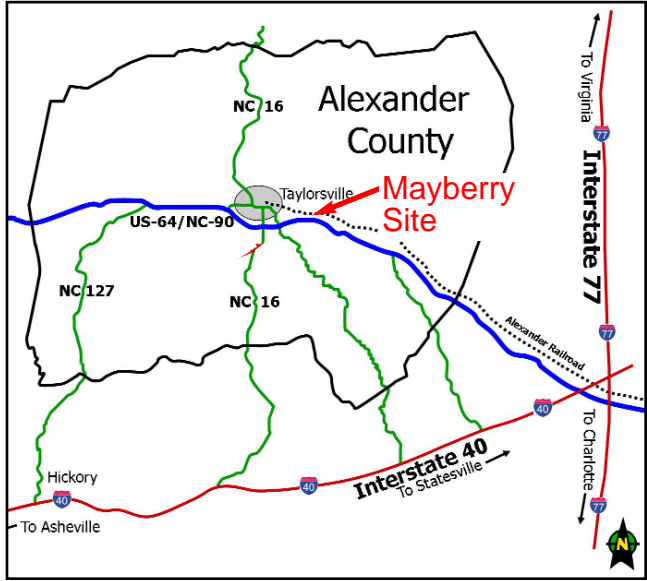 To Virginia
NC 16
Alexander
County
77
Interstate 77
Taylorsville
Mayberry
Site
US-64/NC-90
NC 127
NC 16
77
Alexander Railroad
40
To Charlotte
Interstate 40
To Statesville
Hickory
40
40
77
To Asheville
N